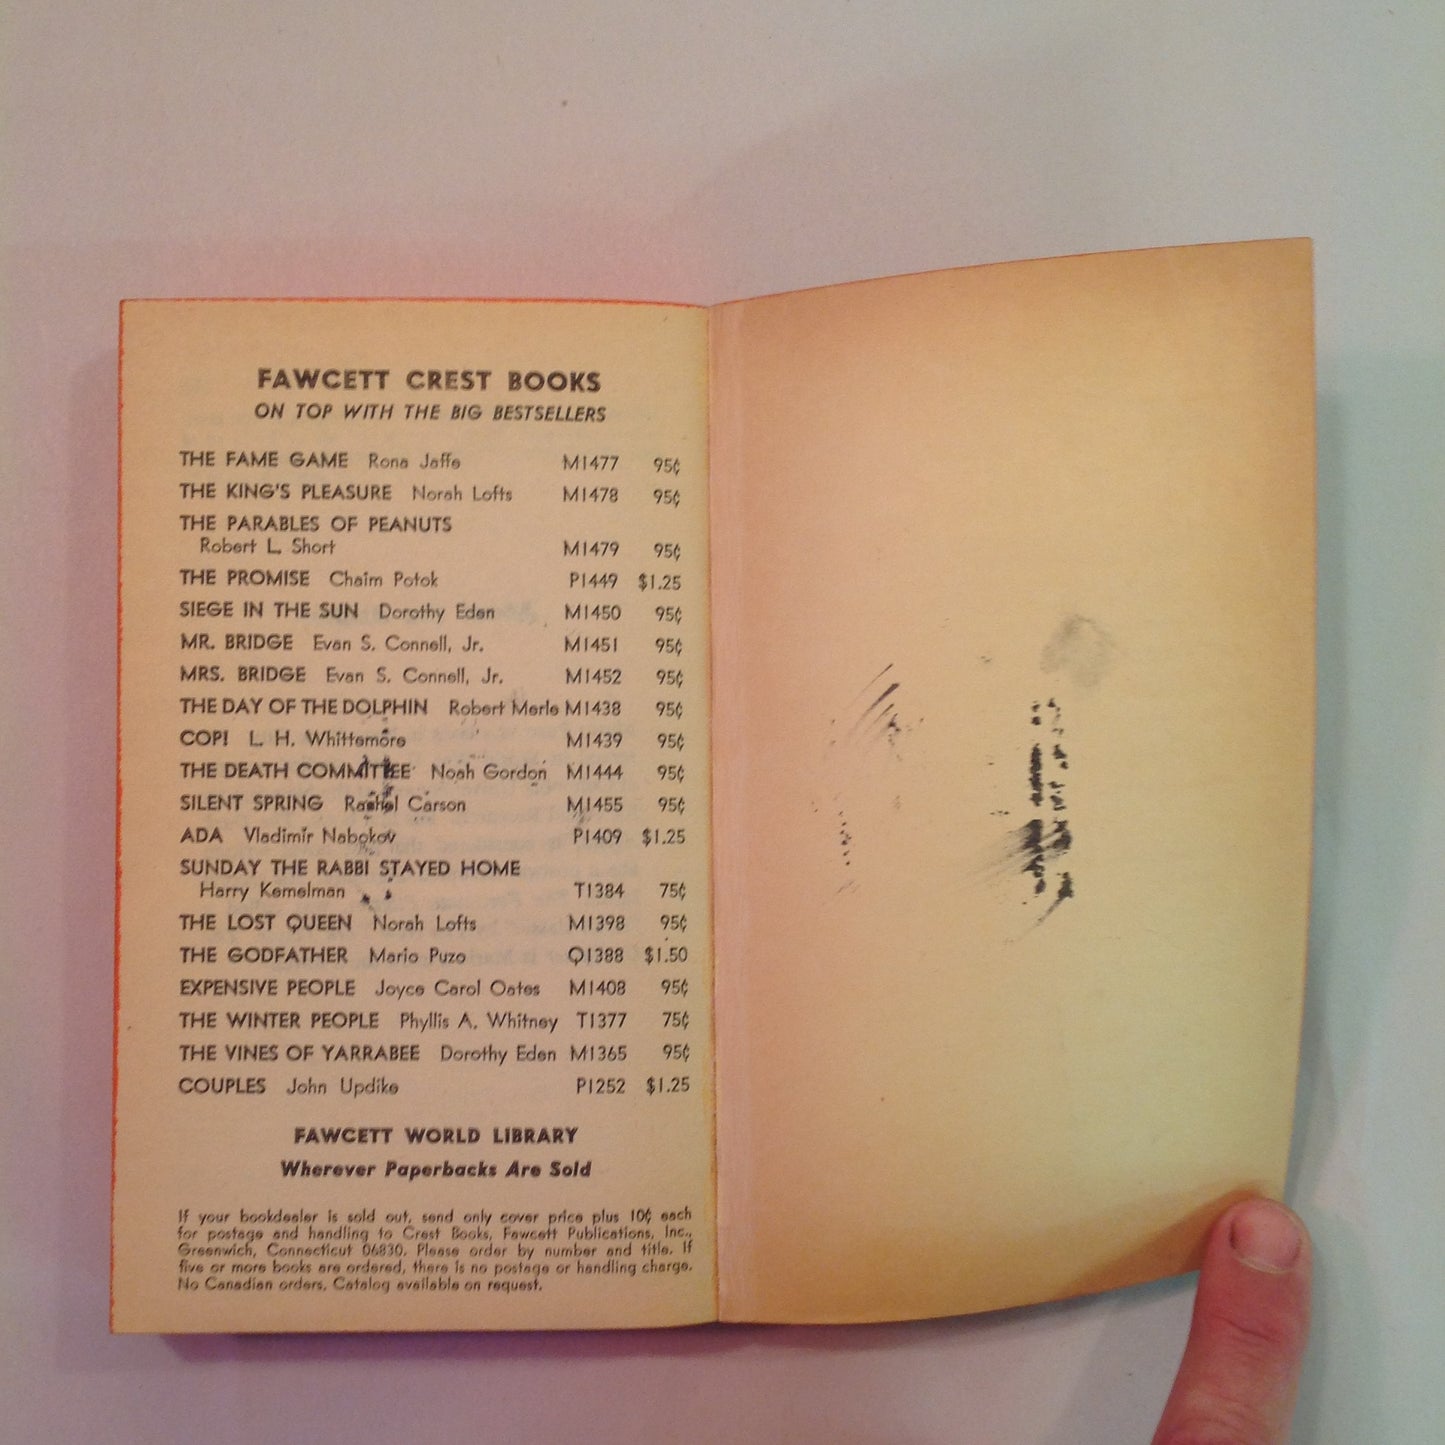 FAWCETT CREST BOOKS
ON TOP WITH THE BIG BESTSELLERS
THE FAME GAME Rona Jaffe M1477 95¢
THE KING'S PLEASURE Norah Lofts M1478 95¢
THE PARABLES OF PEANUTS
Robert L. Short M1479 95¢
THE PROMISE Chaim Potok P1449 $1.25
SIEGE IN THE SUN Dorothy Eden M1450 95¢
MR. BRIDGE Evan S. Connell, Jr. M1451 95¢
MRS. BRIDGE Evan S. Connell, Jr. M1452 95¢
THE DAY OF THE DOLPHIN Robert Merle M1438 95¢
COP! L. H. Whittemore M1439 95¢
THE DEATH COMMITTEE Noah Gordon M1444 95¢
SILENT SPRING Rachel Carson M1455 95¢
ADA Vladimir Nabokov P1409 $1.25
SUNDAY THE RABBI STAYED HOME
Harry Kemelman T1384 75¢
THE LOST QUEEN Norah Lofts M1398 95¢
THE GODFATHER Mario Puzo Q1388 $1.50
EXPENSIVE PEOPLE Joyce Carol Oates M1408 95¢
THE WINTER PEOPLE Phyllis A. Whitney T1377 75¢
THE VINES OF YARRABEE Dorothy Eden M1365 95¢
COUPLES John Updike P1252 $1.25
FAWCETT WORLD LIBRARY
Wherever Paperbacks Are Sold
If your bookdealer is sold out, send only cover price plus 10¢ each
for postage and handling to Crest Books, Fawcett Publications, Inc.,
Greenwich, Connecticut 06830. Please order by number and title. If
five or more books are ordered, there is no postage or handling charge.
No Canadian orders. Catalog available on request.